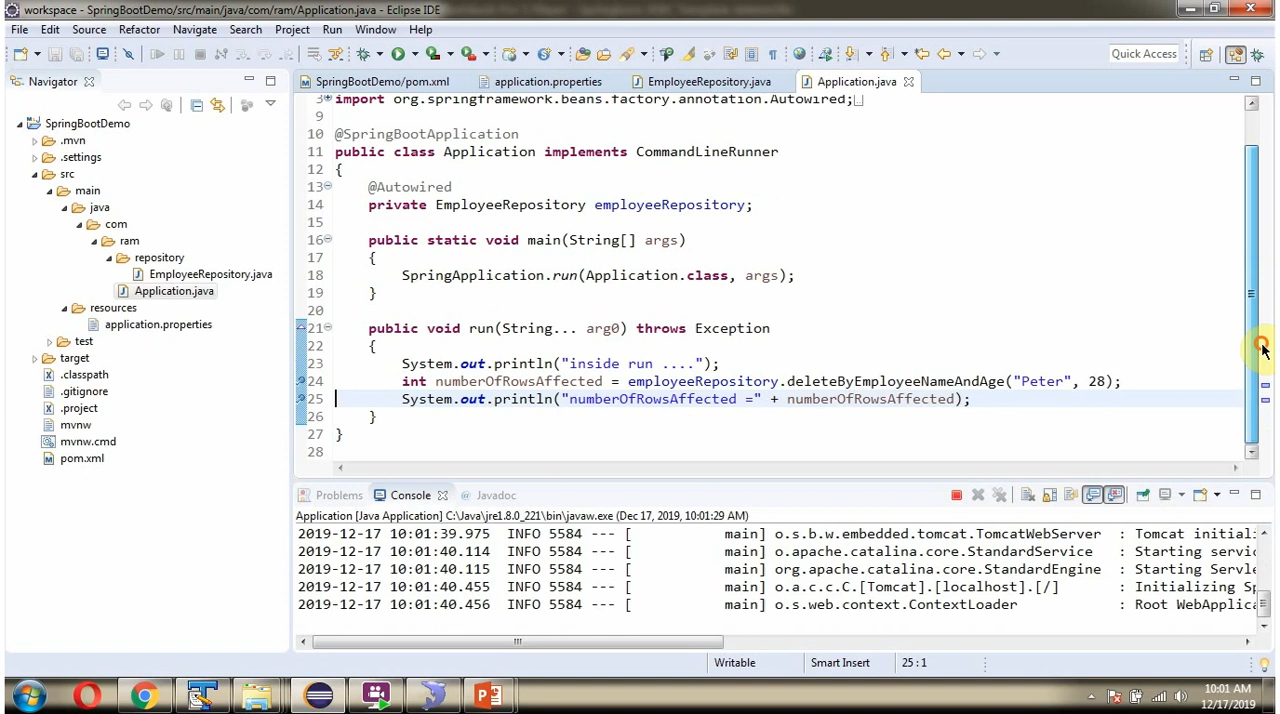 workspace - SpringBootDemo/src/main/java/com/ram/Application.java - Eclipse IDE
File Edit Source Refactor Navigate Search Project Run Window Help
Quick Access
Navigator
SpringBootDemo/pom.xml application.properties EmployeeRepository.java Application.java
SpringBootDemo
.mvn
.settings
src
main
java
com
ram
repository
EmployeeRepository.java
Application.java
resources
application.properties
test
target
.classpath
.gitignore
.project
mvnw
mvnw.cmd
pom.xml
3 import org.springframework.beans.factory.annotation.Autowired;
9
10 @SpringBootApplication
11 public class Application implements CommandLineRunner
12 {
13 @Autowired
14 private EmployeeRepository employeeRepository;
15
16 public static void main(String[] args)
17 {
18 SpringApplication.run(Application.class, args);
19 }
20
21 public void run(String... arg0) throws Exception
22 {
23 System.out.println("inside run ....");
24 int numberOfRowsAffected = employeeRepository.deleteByEmployeeNameAndAge("Peter", 28);
25 System.out.println("numberOfRowsAffected =" + numberOfRowsAffected);
26 }
27 }
28
Problems Console Javadoc
Application [Java Application] C:\Java\jre1.8.0_221\bin\javaw.exe (Dec 17, 2019, 10:01:29 AM)
2019-12-17 10:01:39.975 INFO 5584 --- [ main] o.s.b.w.embedded.tomcat.TomcatWebServer : Tomcat initiali
2019-12-17 10:01:40.114 INFO 5584 --- [ main] o.apache.catalina.core.StandardService : Starting servic
2019-12-17 10:01:40.115 INFO 5584 --- [ main] org.apache.catalina.core.StandardEngine : Starting Servle
2019-12-17 10:01:40.455 INFO 5584 --- [ main] o.a.c.c.C.[Tomcat].[localhost].[/] : Initializing Sp
2019-12-17 10:01:40.456 INFO 5584 --- [ main] o.s.web.context.ContextLoader : Root WebApplica
Writable Smart Insert 25 : 1
10:01 AM
12/17/2019